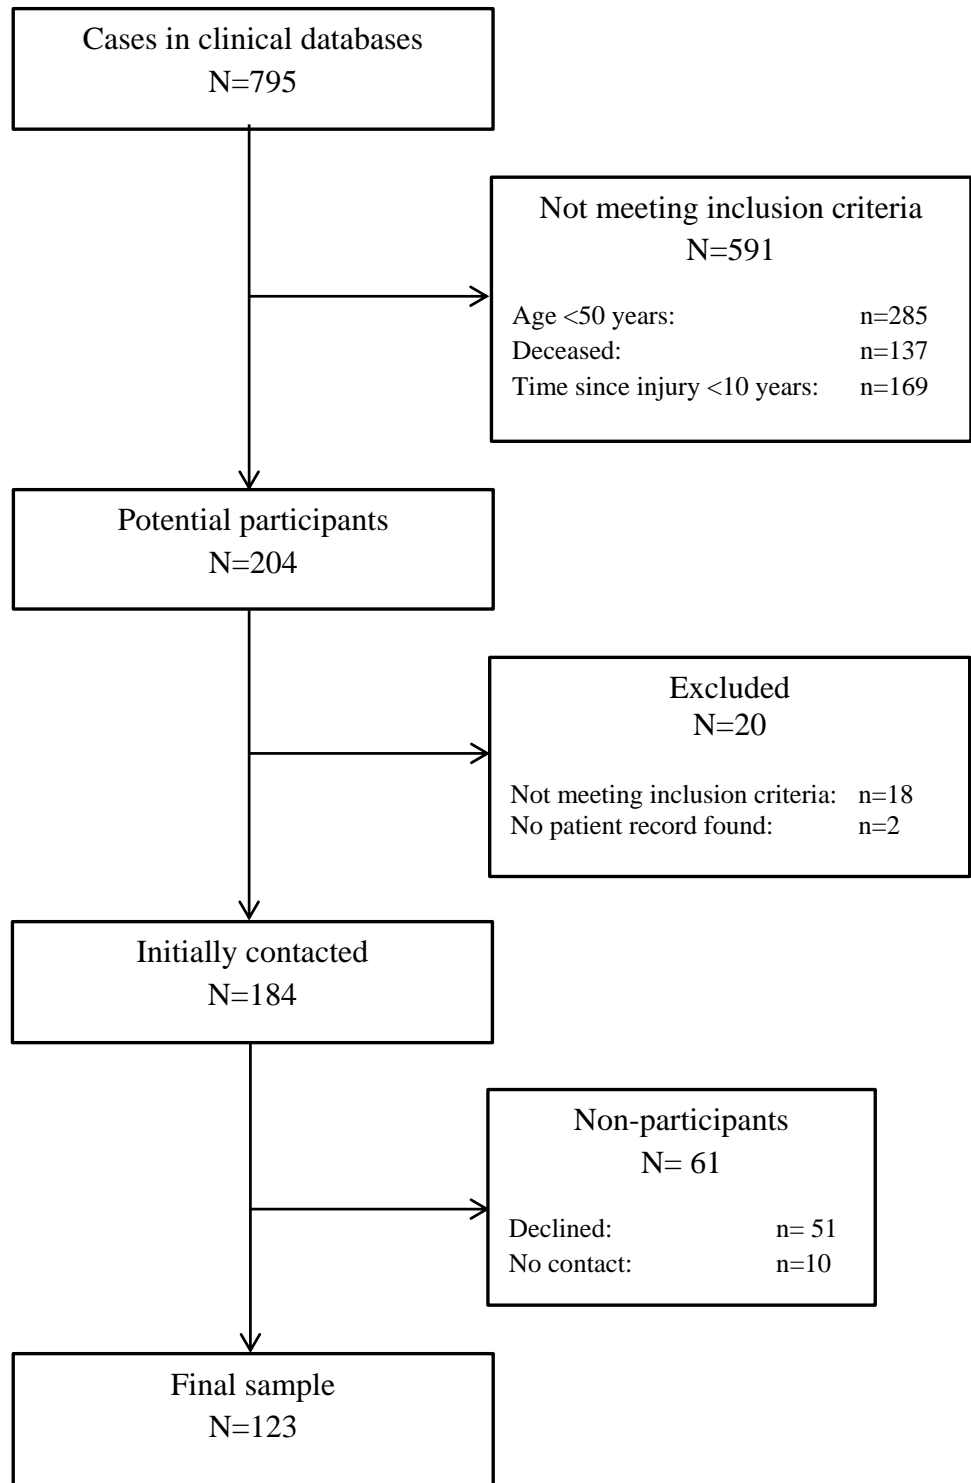 Cases in clinical databases
N=795
Not meeting inclusion criteria
N=591
Age <50 years: n=285
Deceased: n=137
Time since injury <10 years: n=169
Potential participants
N=204
Excluded
N=20
Not meeting inclusion criteria: n=18
No patient record found: n=2
Initially contacted
N=184
Non-participants
N= 61
Declined: n= 51
No contact: n=10
Final sample
N=123